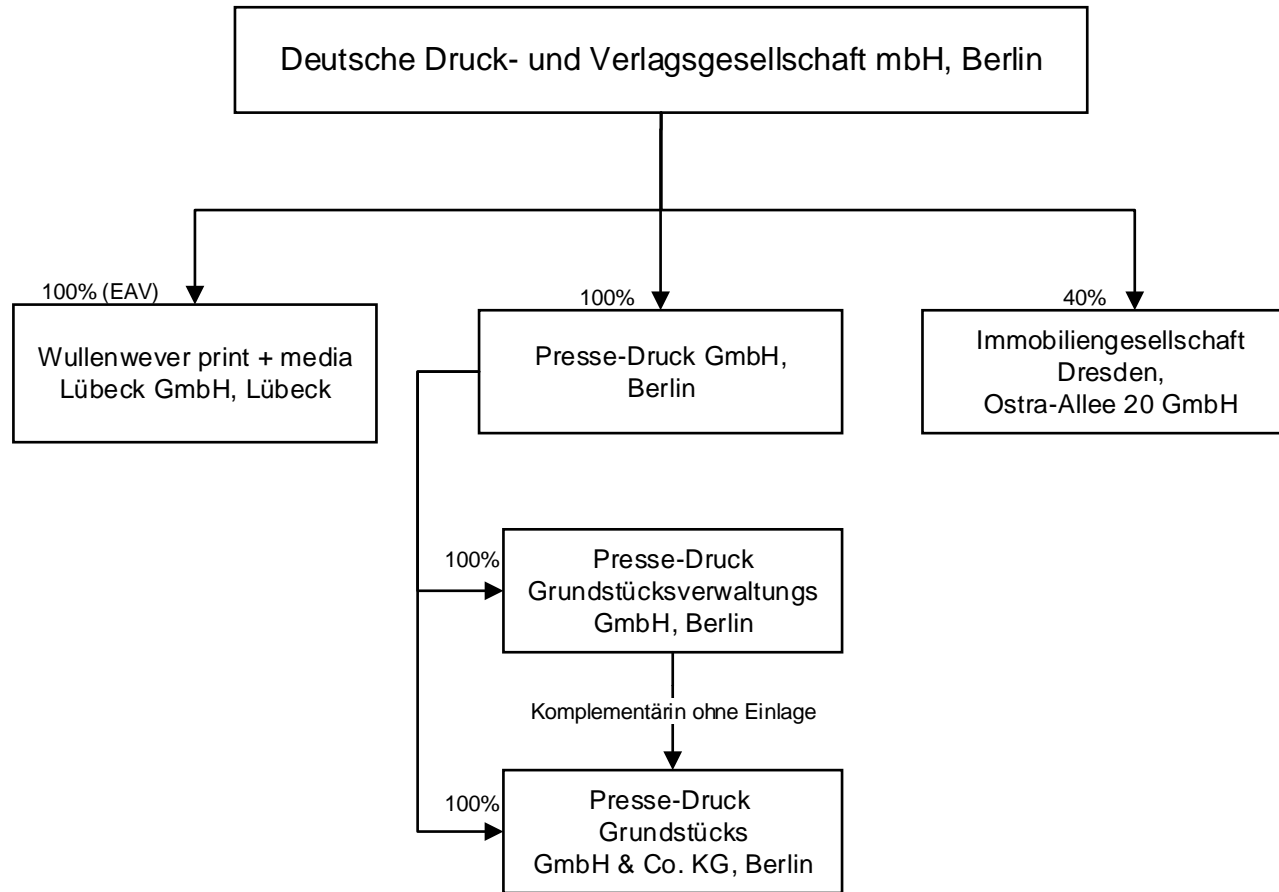 Deutsche Druck- und Verlagsgesellschaft mbH, Berlin
100% (EAV)
Wullenwever print + media
Lübeck GmbH, Lübeck
100%
Presse-Druck GmbH,
Berlin
40%
Immobiliengesellschaft
Dresden,
Ostra-Allee 20 GmbH
100%
Presse-Druck
Grundstücksverwaltungs
GmbH, Berlin
Komplementärin ohne Einlage
100%
Presse-Druck
Grundstücks
GmbH & Co. KG, Berlin